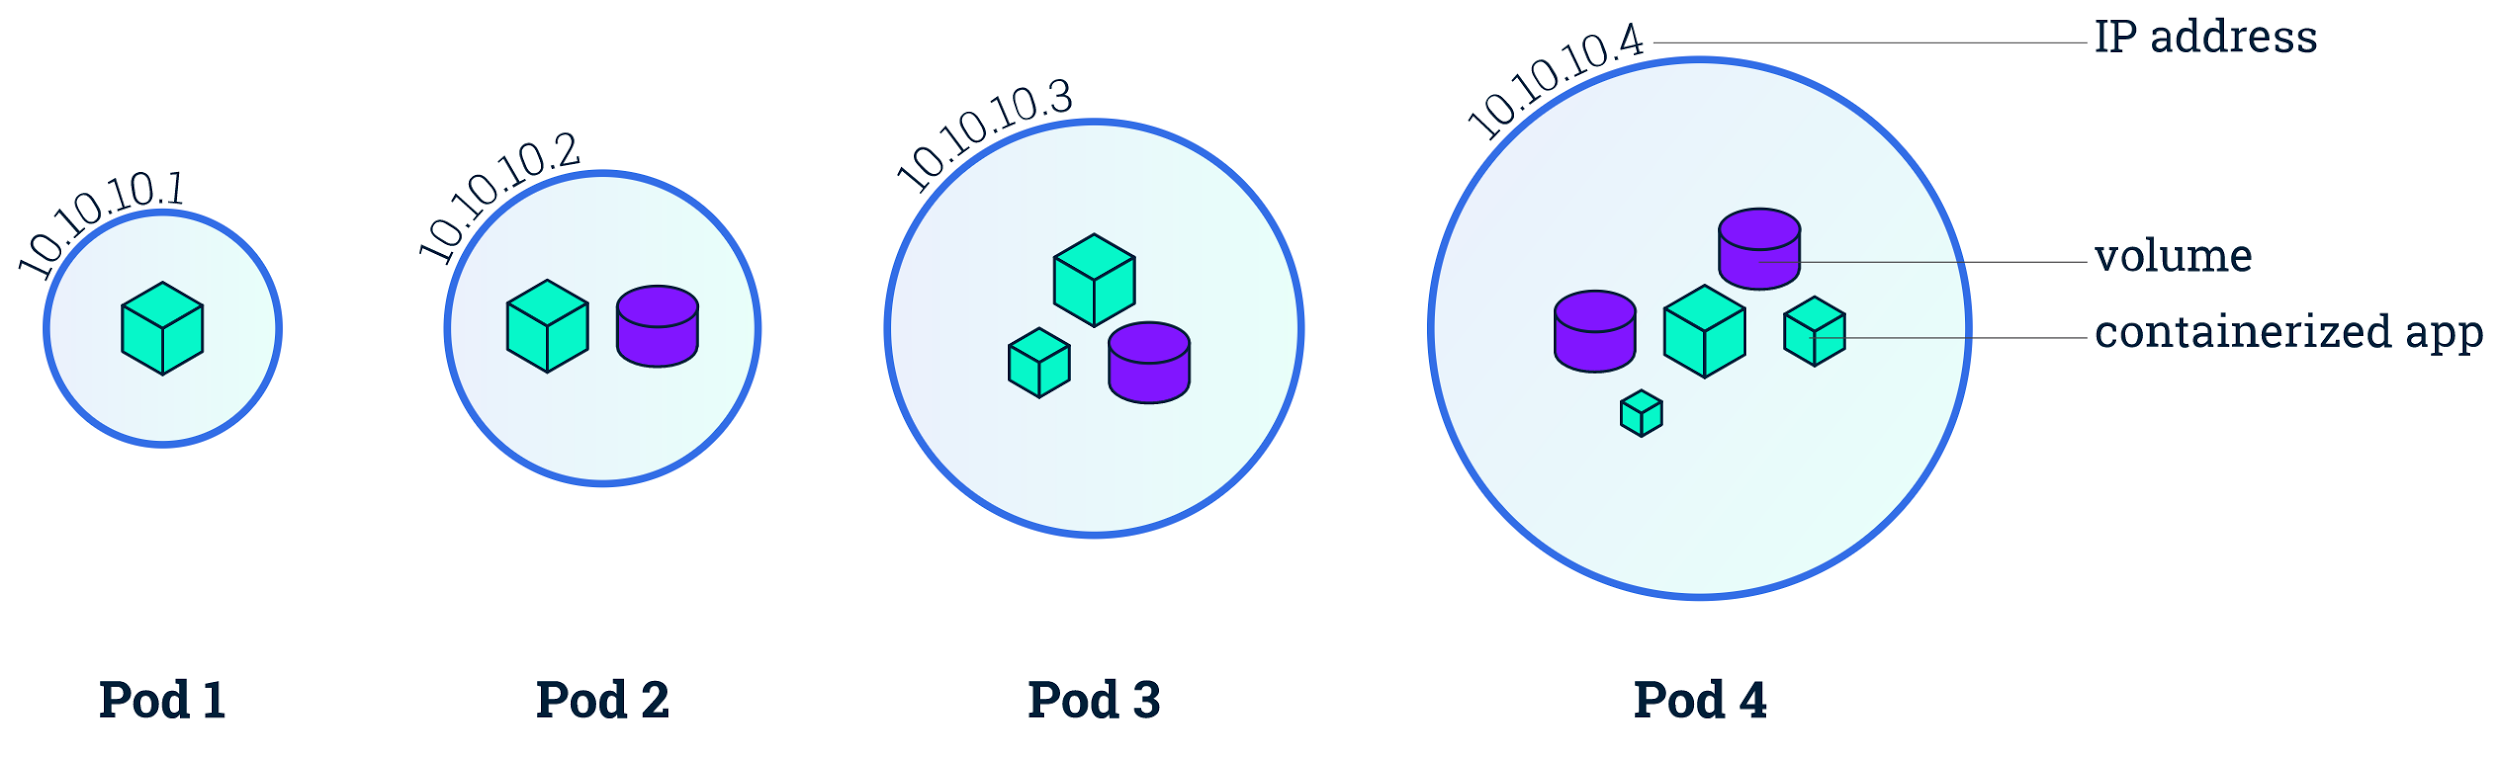 10.10.10.1
10.10.10.2
10.10.10.3
10.10.10.4
IP address
volume
containerized app
Pod 1
Pod 2
Pod 3
Pod 4